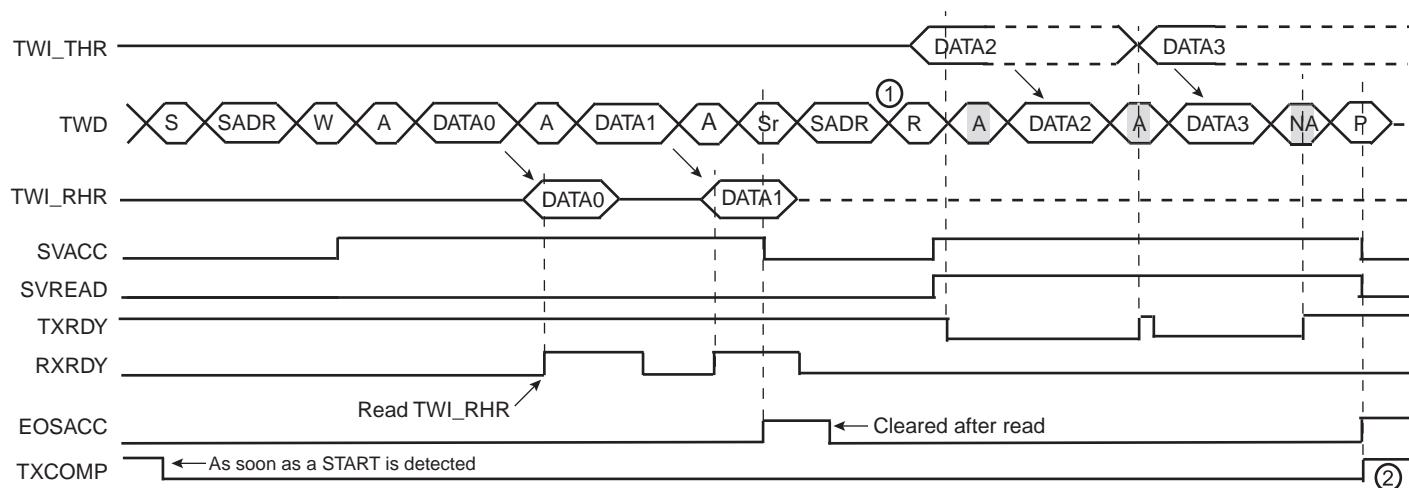 TWI_THR DATA2 DATA3
TWD S SADR W A DATA0 A DATA1 A Sr SADR 1 R A DATA2 A DATA3 NA P
TWI_RHR DATA0 DATA1
SVACC
SVREAD
TXRDY
RXRDY
Read TWI_RHR
EOSACC Cleared after read
TXCOMP As soon as a START is detected 2